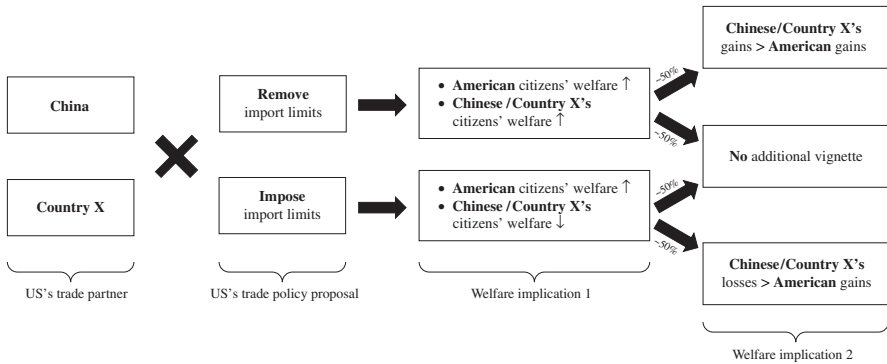 China
Country X
US's trade partner
Remove
import limits
Impose
import limits
US's trade policy proposal
• American citizens' welfare ↑
• Chinese/Country X's
citizens' welfare ↑
• American citizens' welfare ↑
• Chinese/Country X's
citizens' welfare ↓
Welfare implication 1
~50%
~50%
~50%
~50%
Chinese/Country X's
gains > American gains
No additional vignette
Chinese/Country X's
losses > American gains
Welfare implication 2